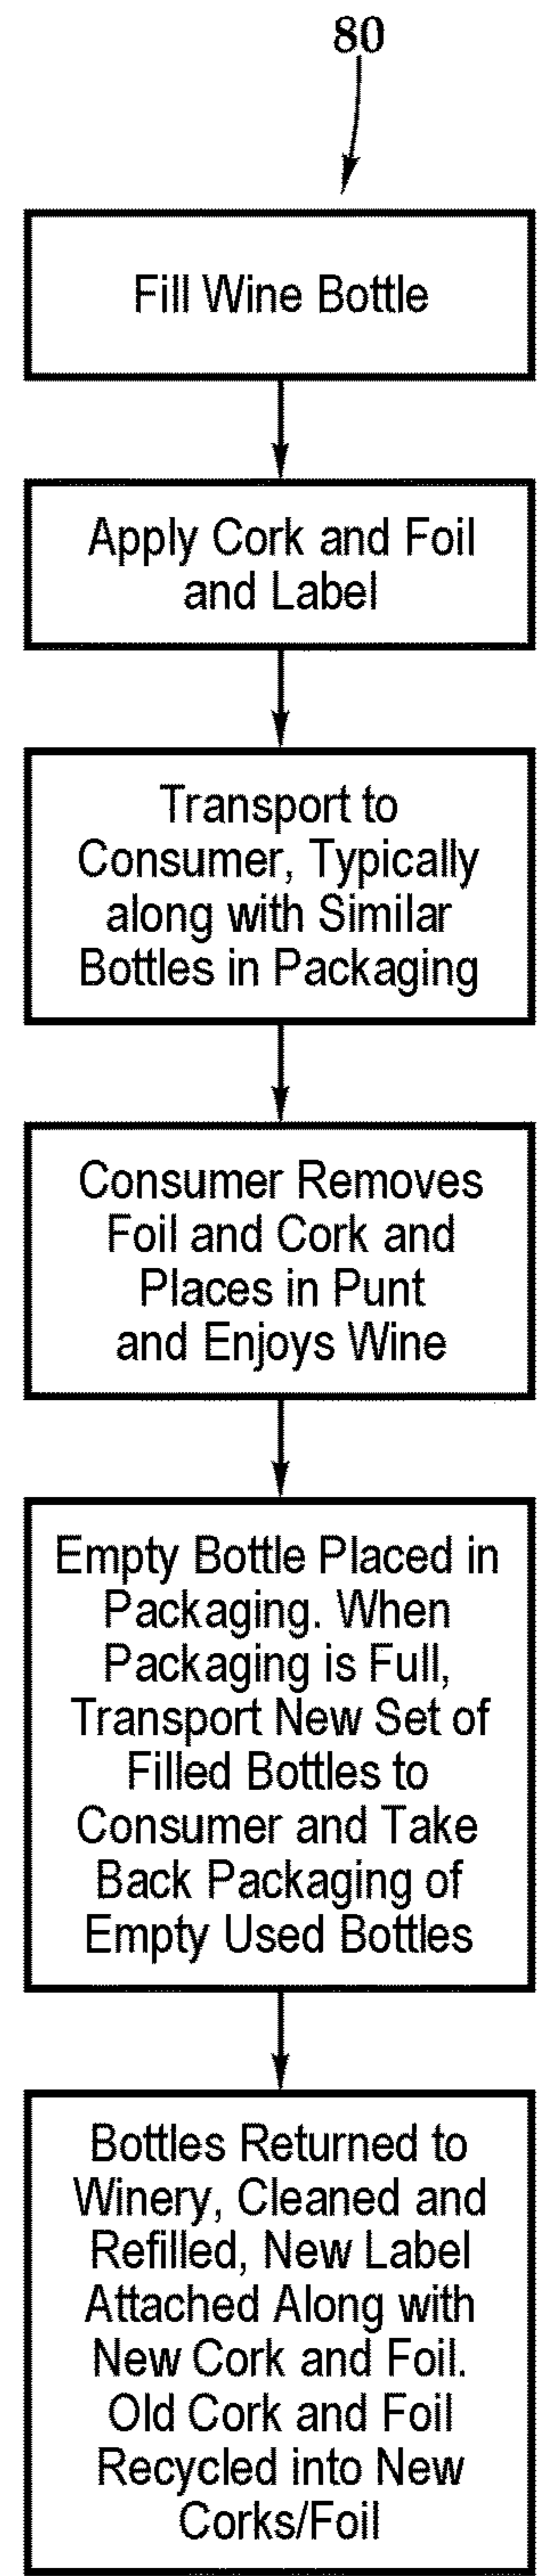 80
Fill Wine Bottle
Apply Cork and Foil
and Label
Transport to
Consumer, Typically
along with Similar
Bottles in Packaging
Consumer Removes
Foil and Cork and
Places in Punt
and Enjoys Wine
Empty Bottle Placed in
Packaging. When
Packaging is Full,
Transport New Set of
Filled Bottles to
Consumer and Take
Back Packaging of
Empty Used Bottles
Bottles Returned to
Winery, Cleaned and
Refilled, New Label
Attached Along with
New Cork and Foil.
Old Cork and Foil
Recycled into New
Corks/Foil